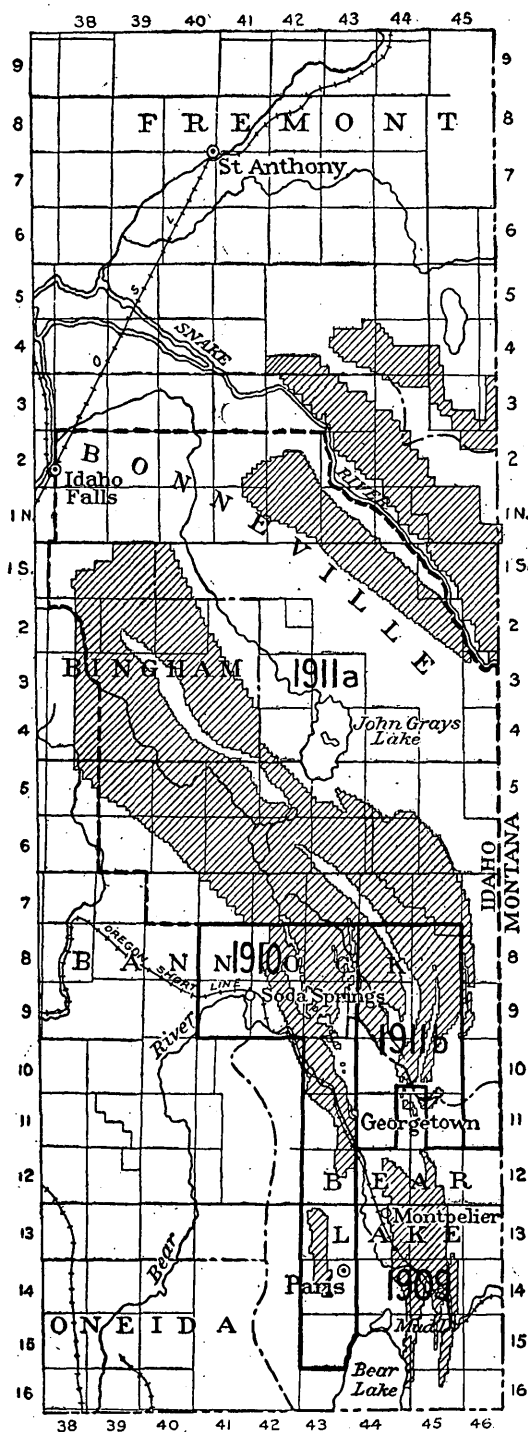 38 39 40 41 42 43 44 45
9 9
8 8
FREMONT
St Anthony
7 7
6 6
O S L
5 5
SNAKE
4 4
3 3
2 2
BONNEVILLE
Idaho
Falls
RIVER
1N. 1N.
1S. 1S.
2 2
BINGHAM
1911a
3 3
John Grays
Lake
4 4
5 5
IDAHO
MONTANA
6 6
7 7
OREGON SHORT LINE
8 8
BANNOCK
1910
Soda Springs
9 9
River
1911b
10 10
11 11
Georgetown
12 12
BEAR
LAKE
Montpelier
13 13
Bear
Paris
1909
14 14
Mud L.
ONEIDA
15 15
Bear
Lake
16 16
38 39 40 41 42 43 44 45 46